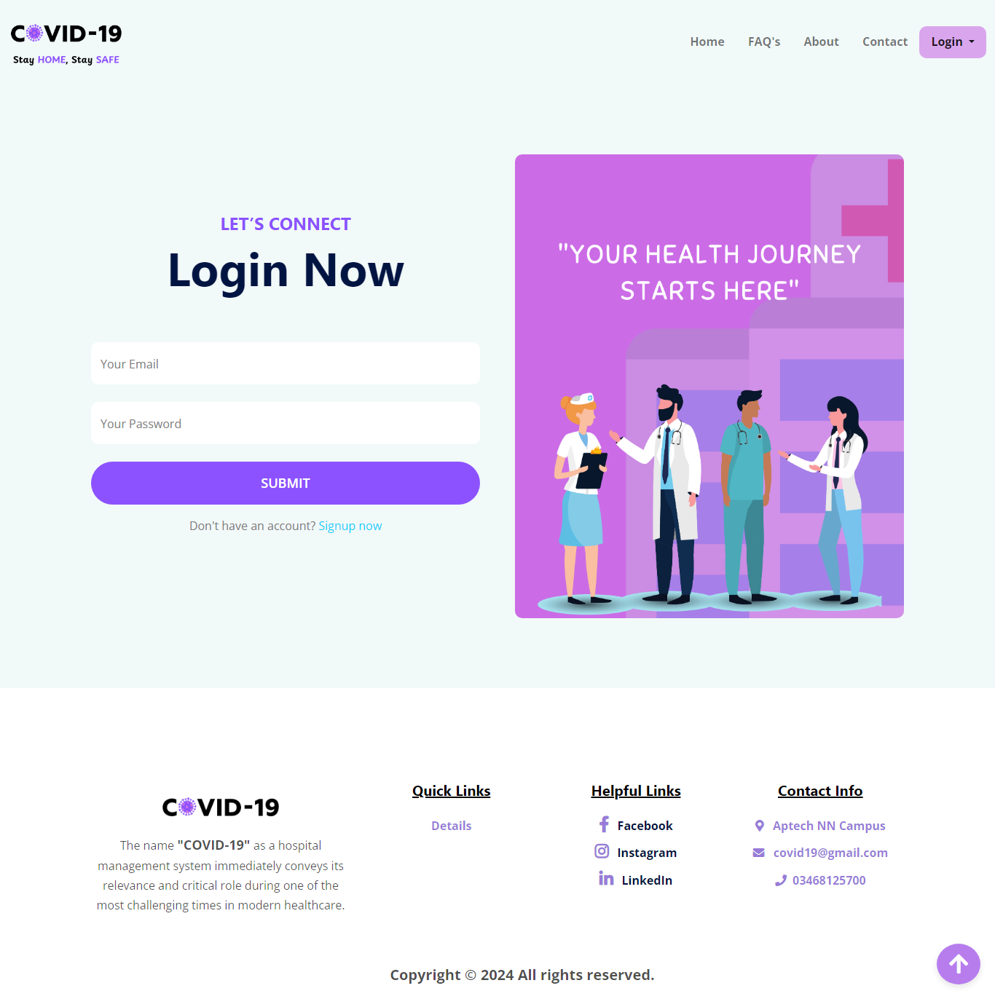 COVID-19
Stay HOME, Stay SAFE
Home
FAQ's
About
Contact
Login
LET’S CONNECT
Login Now
Your Email
Your Password
SUBMIT
Don't have an account? Signup now
"YOUR HEALTH JOURNEY
STARTS HERE"
COVID-19
The name "COVID-19" as a hospital
management system immediately conveys its
relevance and critical role during one of the
most challenging times in modern healthcare.
Quick Links
Details
Helpful Links
Facebook
Instagram
LinkedIn
Contact Info
Aptech NN Campus
covid19@gmail.com
03468125700
Copyright © 2024 All rights reserved.